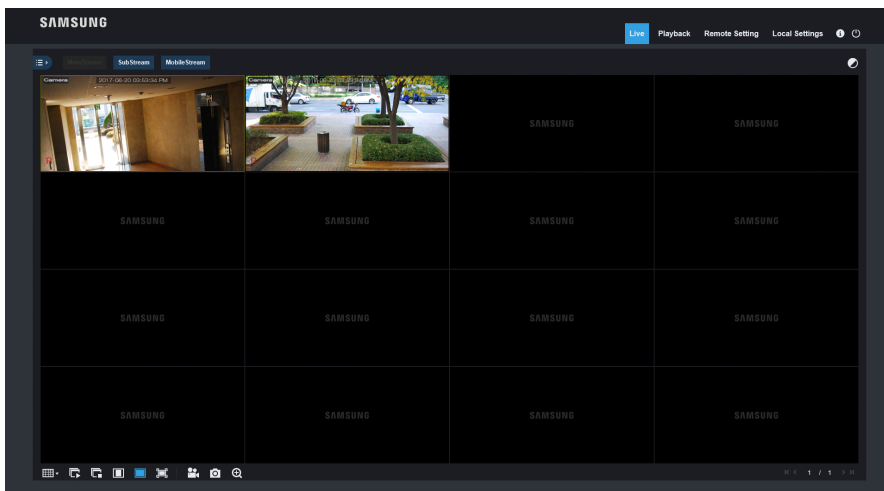 SAMSUNG
Live Playback Remote Setting Local Settings
MainStream SubStream MobileStream
Camera 2017-06-20 03:53:34 PM Camera
SAMSUNG SAMSUNG
SAMSUNG SAMSUNG SAMSUNG SAMSUNG
SAMSUNG SAMSUNG SAMSUNG SAMSUNG
SAMSUNG SAMSUNG SAMSUNG SAMSUNG
1 / 1